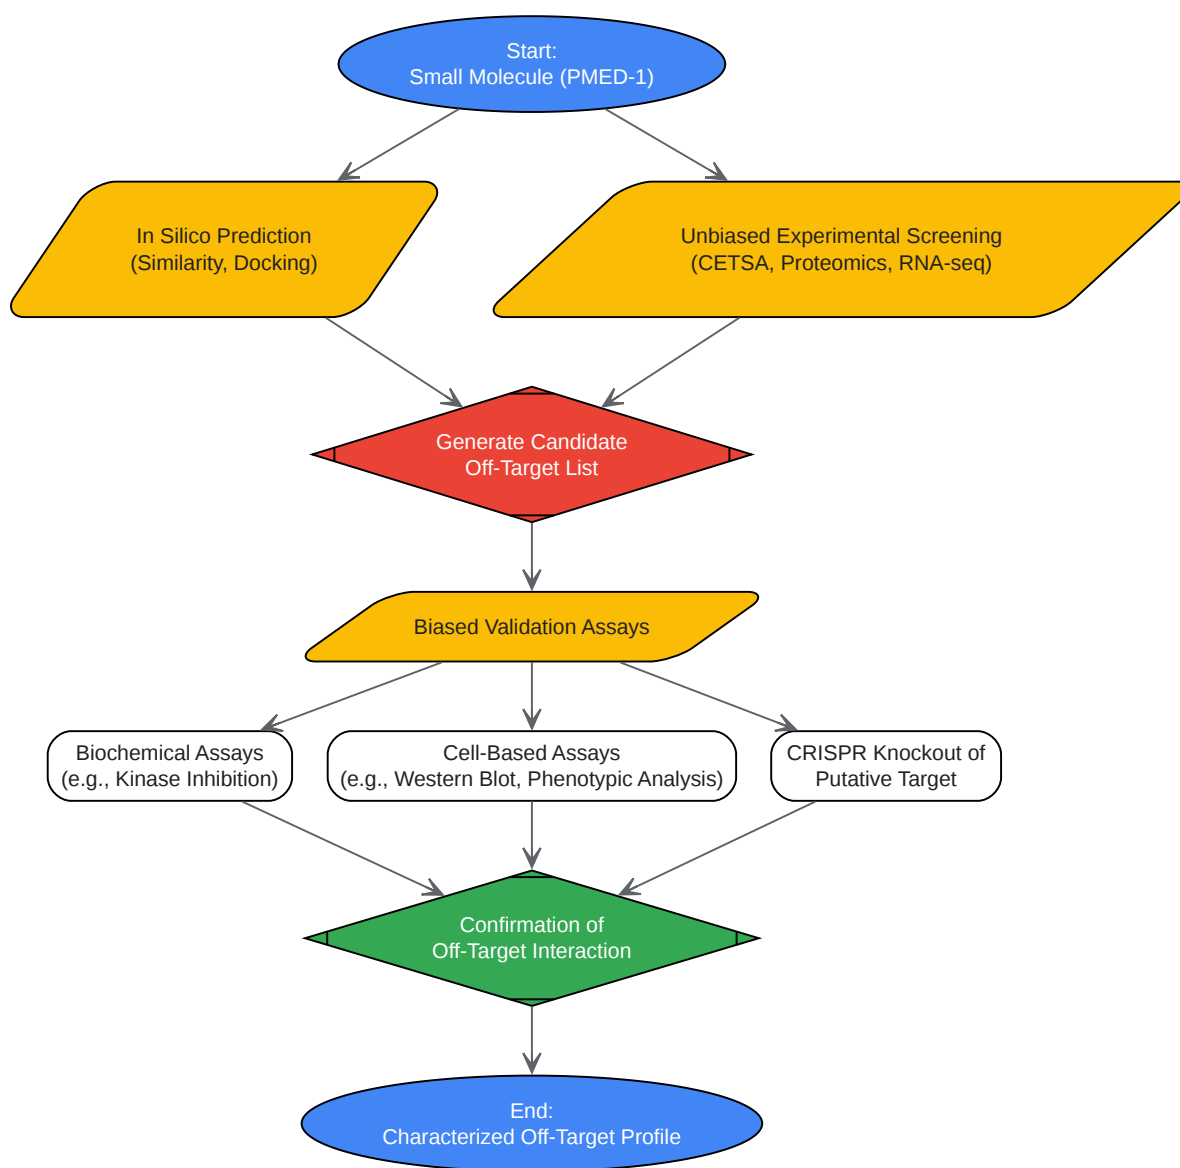 Start:
Small Molecule (PMED-1)
In Silico Prediction
(Similarity, Docking)
Unbiased Experimental Screening
(CETSA, Proteomics, RNA-seq)
Generate Candidate
Off-Target List
Biased Validation Assays
Biochemical Assays
(e.g., Kinase Inhibition)
Cell-Based Assays
(e.g., Western Blot, Phenotypic Analysis)
CRISPR Knockout of
Putative Target
Confirmation of
Off-Target Interaction
End:
Characterized Off-Target Profile